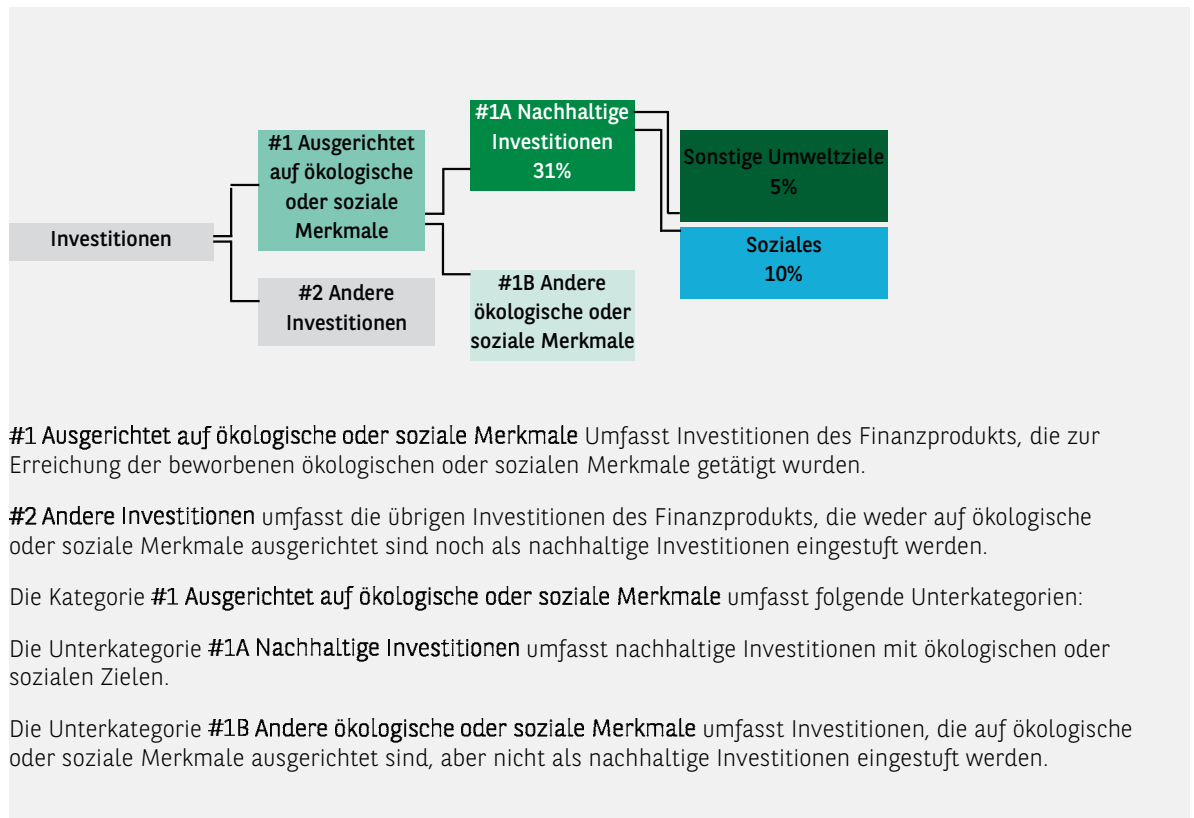 #1A Nachhaltige
Investitionen
31%
#1 Ausgerichtet
auf ökologische
oder soziale
Merkmale
Sonstige Umweltziele
5%
Investitionen
Soziales
10%
#2 Andere
Investitionen
#1B Andere
ökologische oder
soziale Merkmale
#1 Ausgerichtet auf ökologische oder soziale Merkmale Umfasst Investitionen des Finanzprodukts, die zur
Erreichung der beworbenen ökologischen oder sozialen Merkmale getätigt wurden.
#2 Andere Investitionen umfasst die übrigen Investitionen des Finanzprodukts, die weder auf ökologische
oder soziale Merkmale ausgerichtet sind noch als nachhaltige Investitionen eingestuft werden.
Die Kategorie #1 Ausgerichtet auf ökologische oder soziale Merkmale umfasst folgende Unterkategorien:
Die Unterkategorie #1A Nachhaltige Investitionen umfasst nachhaltige Investitionen mit ökologischen oder
sozialen Zielen.
Die Unterkategorie #1B Andere ökologische oder soziale Merkmale umfasst Investitionen, die auf ökologische
oder soziale Merkmale ausgerichtet sind, aber nicht als nachhaltige Investitionen eingestuft werden.